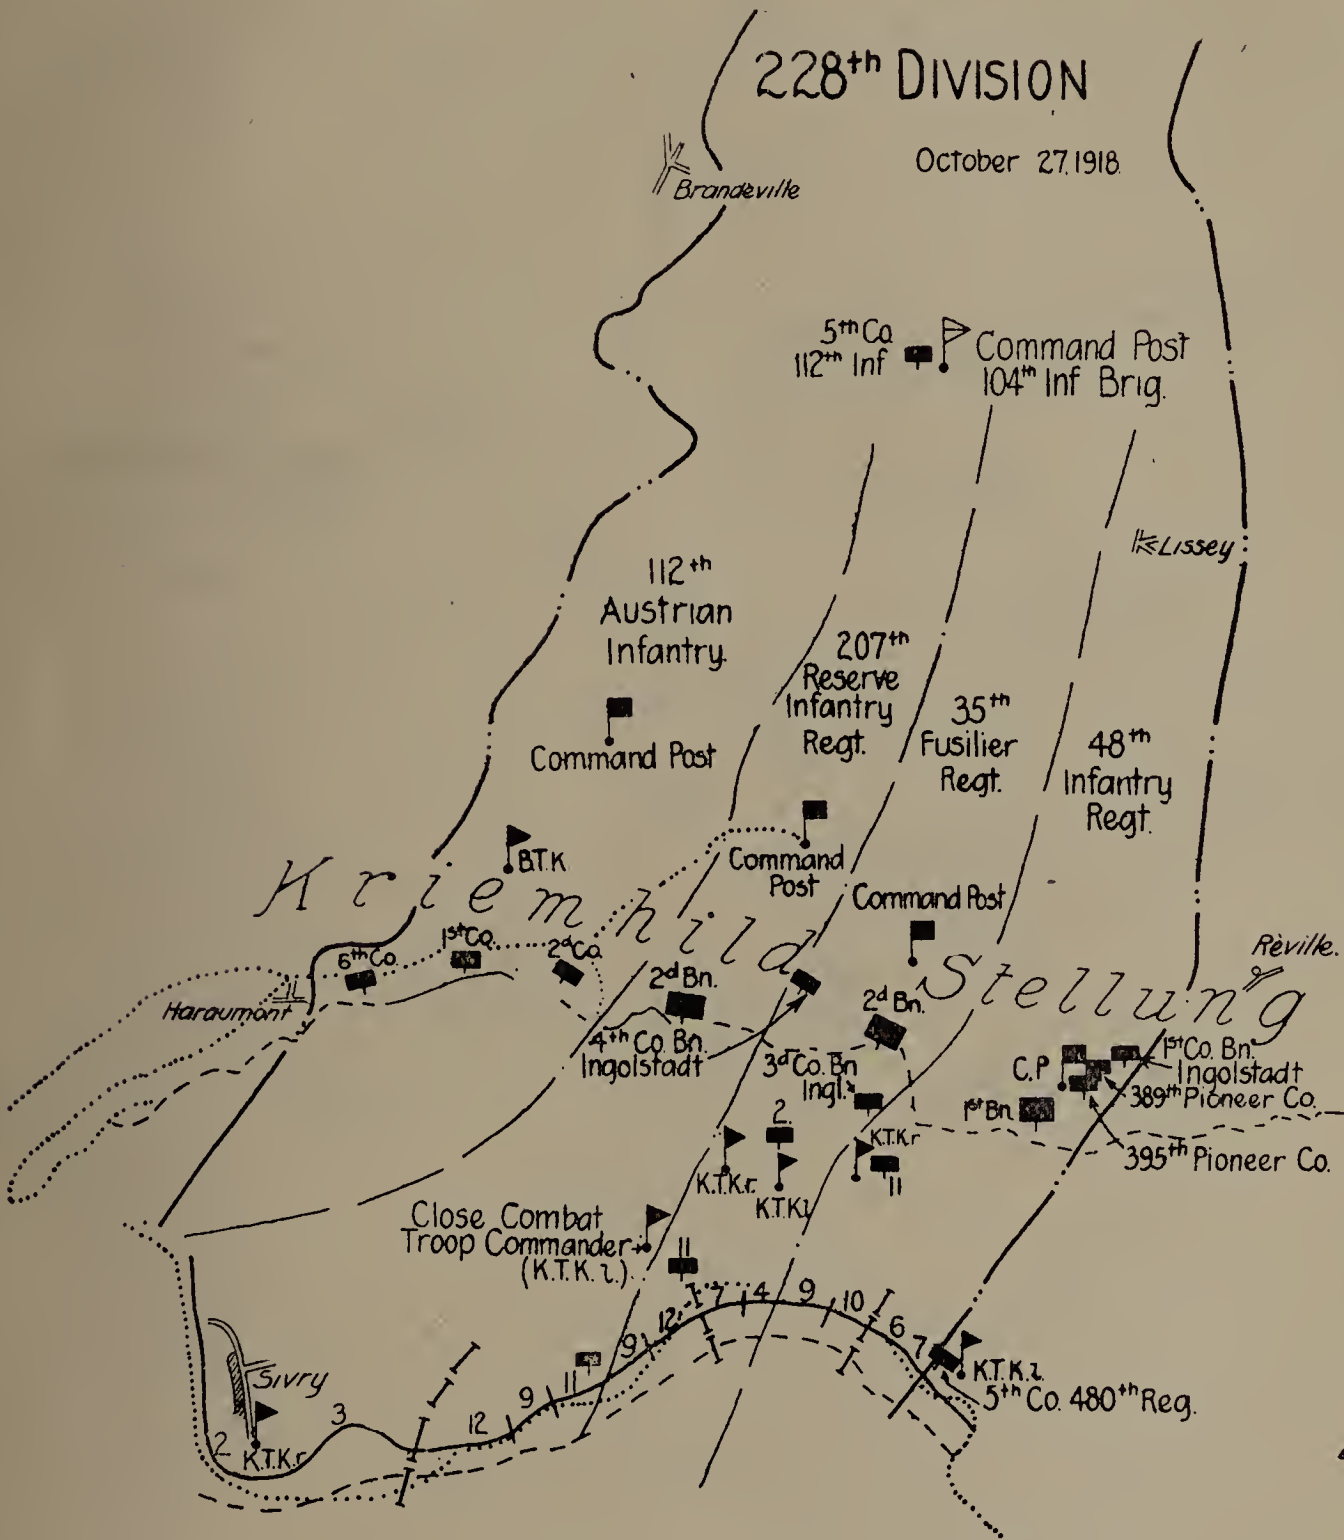 228th DIVISION
October 27.1918.
Brandeville
5th Co.
112th Inf
Command Post
104th Inf Brig.
Lissey
112th
Austrian
Infantry.
Command Post
207th
Reserve
Infantry
Regt.
35th
Fusilier
Regt.
48th
Infantry
Regt.
B.T.K.
Command
Post
Command Post
Kriemhild Stellung
Réville.
6th Co.
1st Co.
2d Co.
Haraumont
2d Bn.
2d Bn.
4th Co. Bn.
Ingolstadt
3d Co. Bn
Ingl.
C.P
1st Co. Bn.
Ingolstadt
389th Pioneer Co.
1st Bn.
395th Pioneer Co.
2.
K.T.K.r
K.T.K.r.
K.T.K.l
11
Close Combat
Troop Commander
(K.T.K. l.)
11
7
4
9
10
6
7
12
9
11
9
12
3
2
Sivry
K.T.K.r
K.T.K.l.
5th Co. 480th Reg.